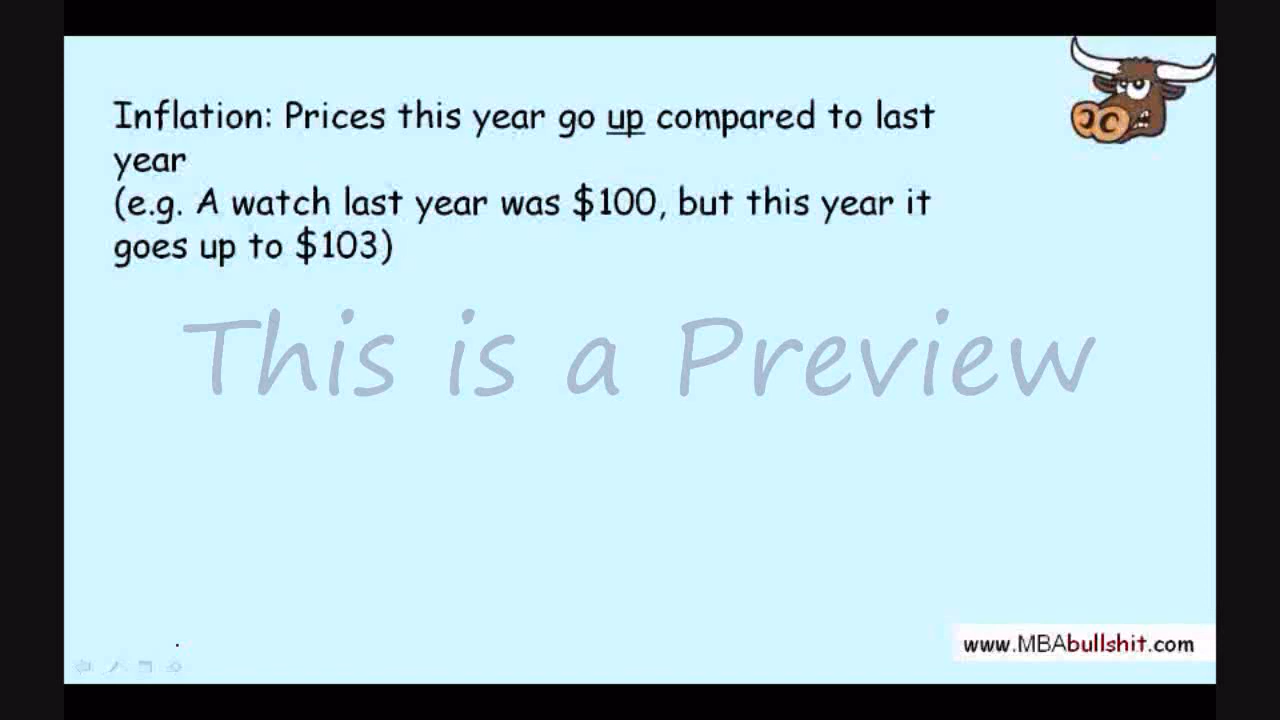 Inflation: Prices this year go up compared to last
year
(e.g. A watch last year was $100, but this year it
goes up to $103)
This is a Preview
www.MBAbullshit.com